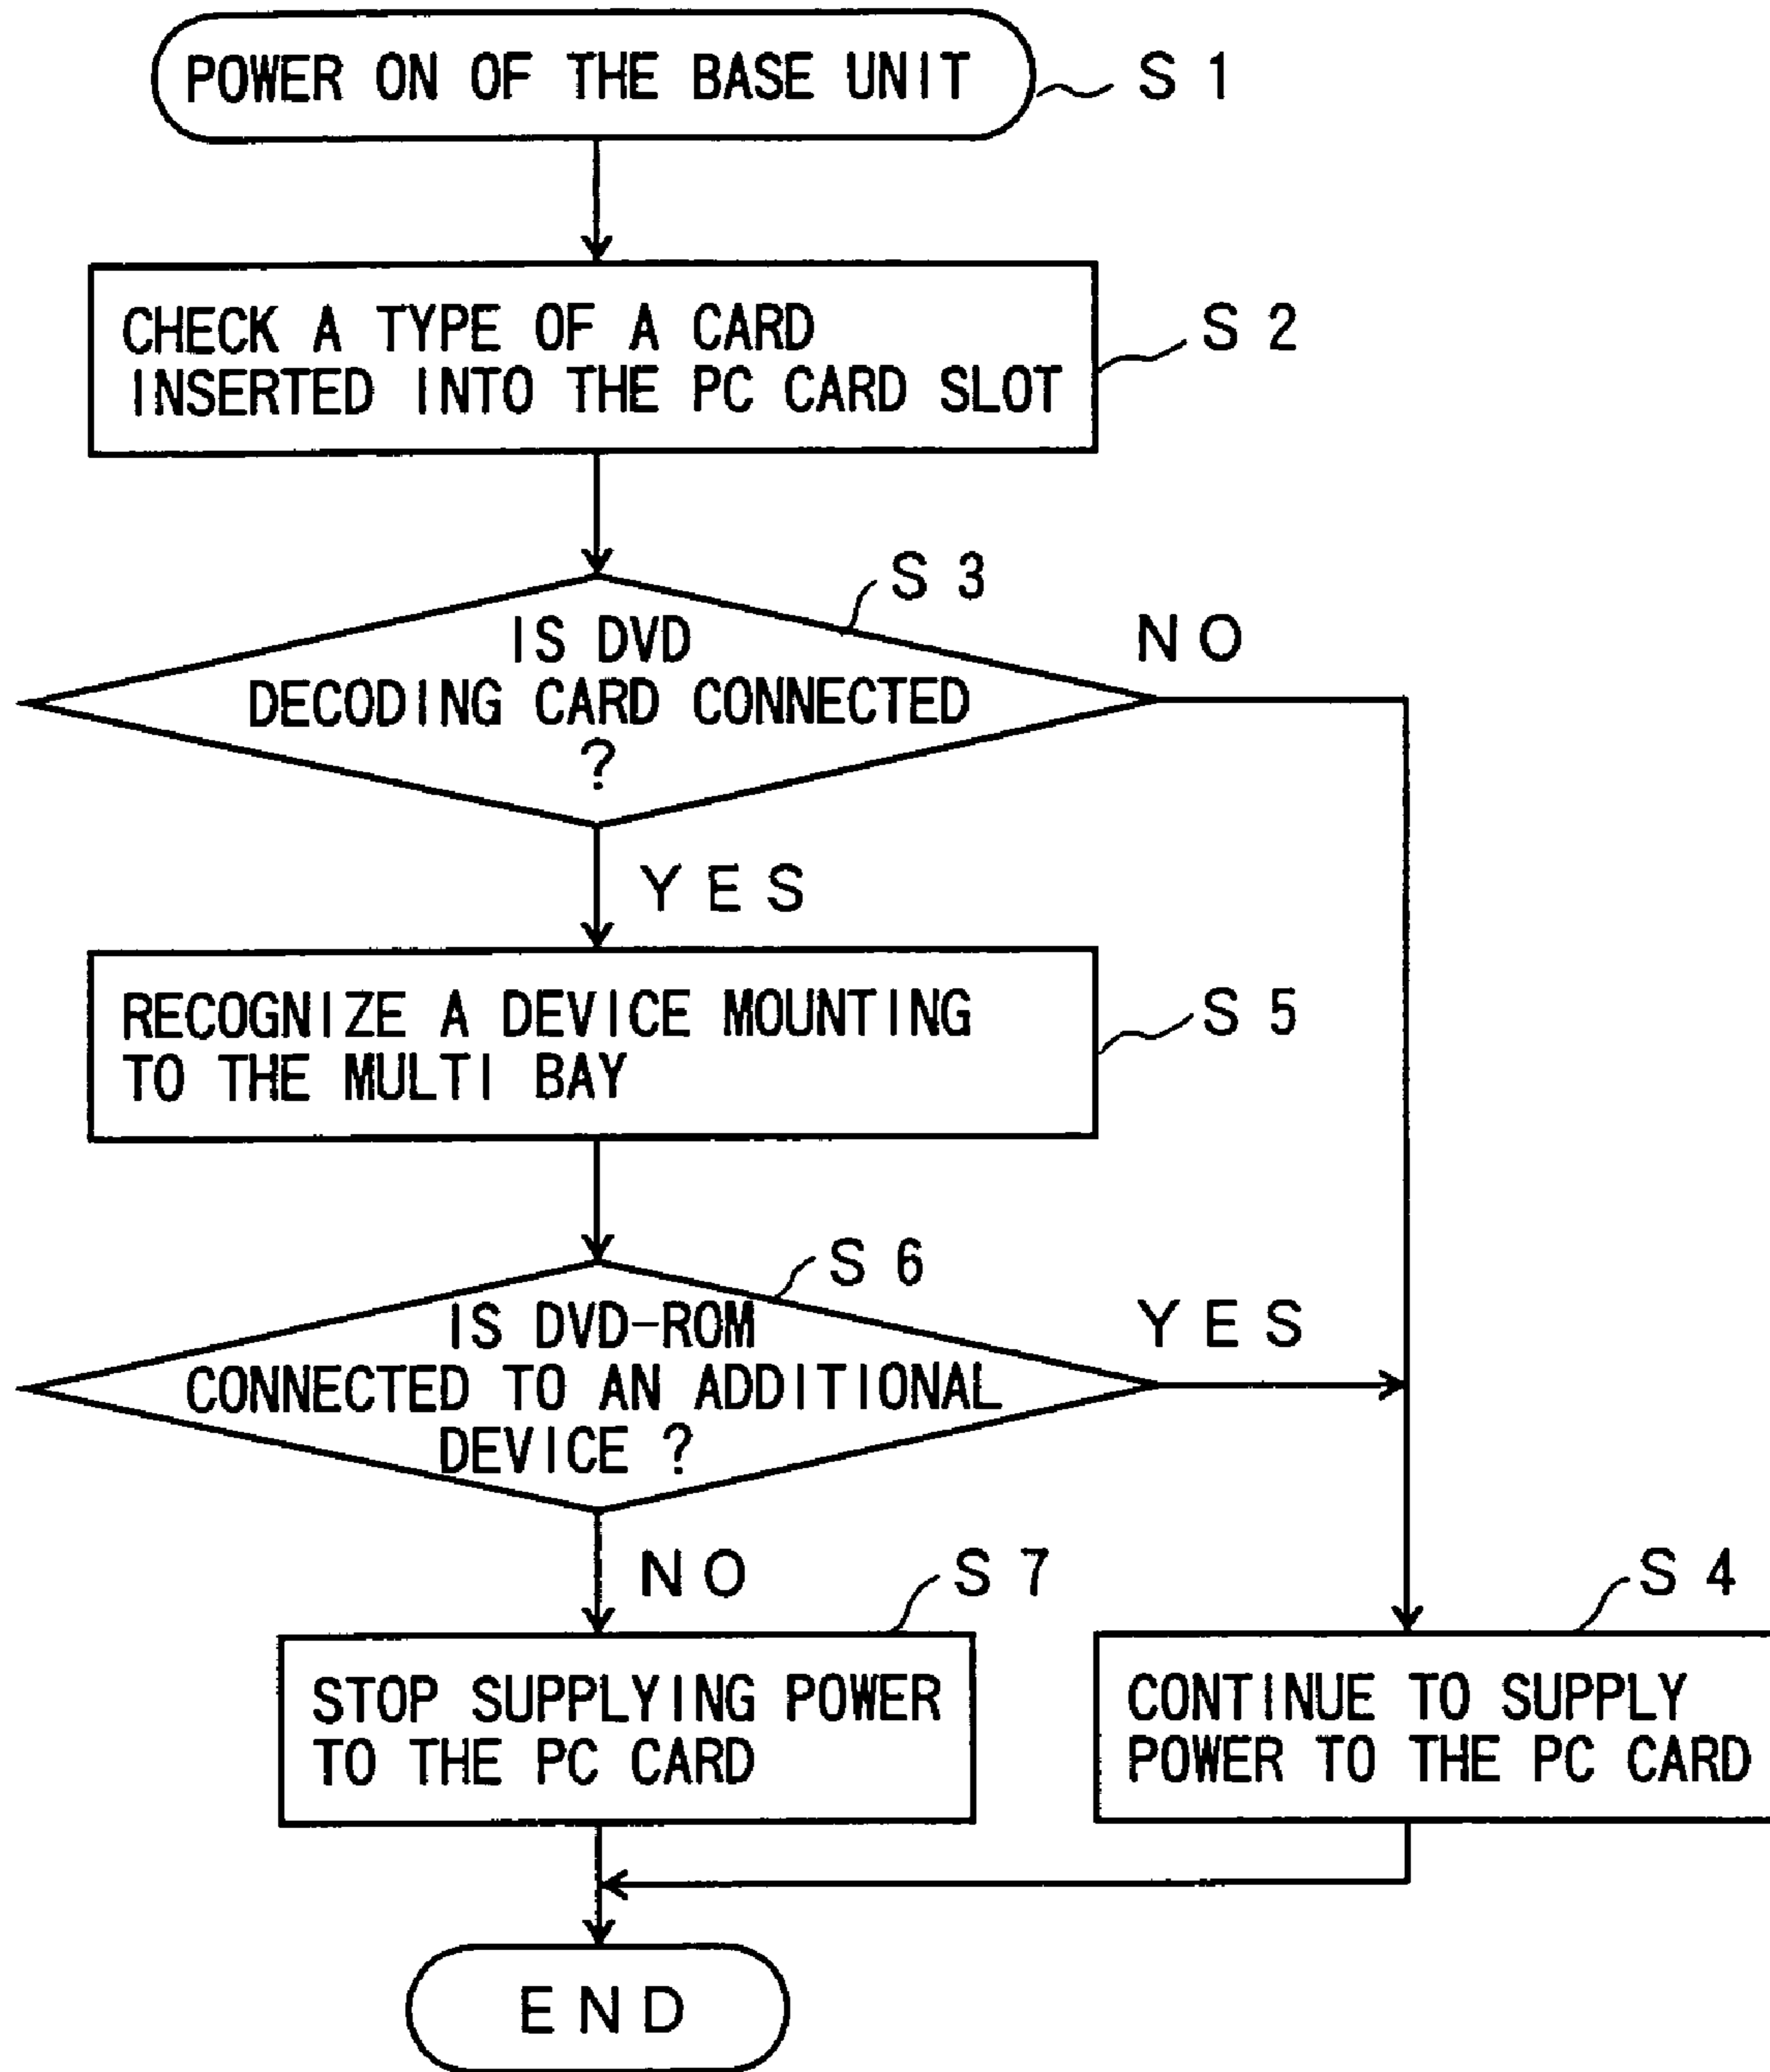 POWER ON OF THE BASE UNIT
S 1
CHECK A TYPE OF A CARD
INSERTED INTO THE PC CARD SLOT
S 2
IS DVD
DECODING CARD CONNECTED
?
S 3
NO
YES
RECOGNIZE A DEVICE MOUNTING
TO THE MULTI BAY
S 5
IS DVD-ROM
CONNECTED TO AN ADDITIONAL
DEVICE ?
S 6
YES
NO
STOP SUPPLYING POWER
TO THE PC CARD
S 7
CONTINUE TO SUPPLY
POWER TO THE PC CARD
S 4
END